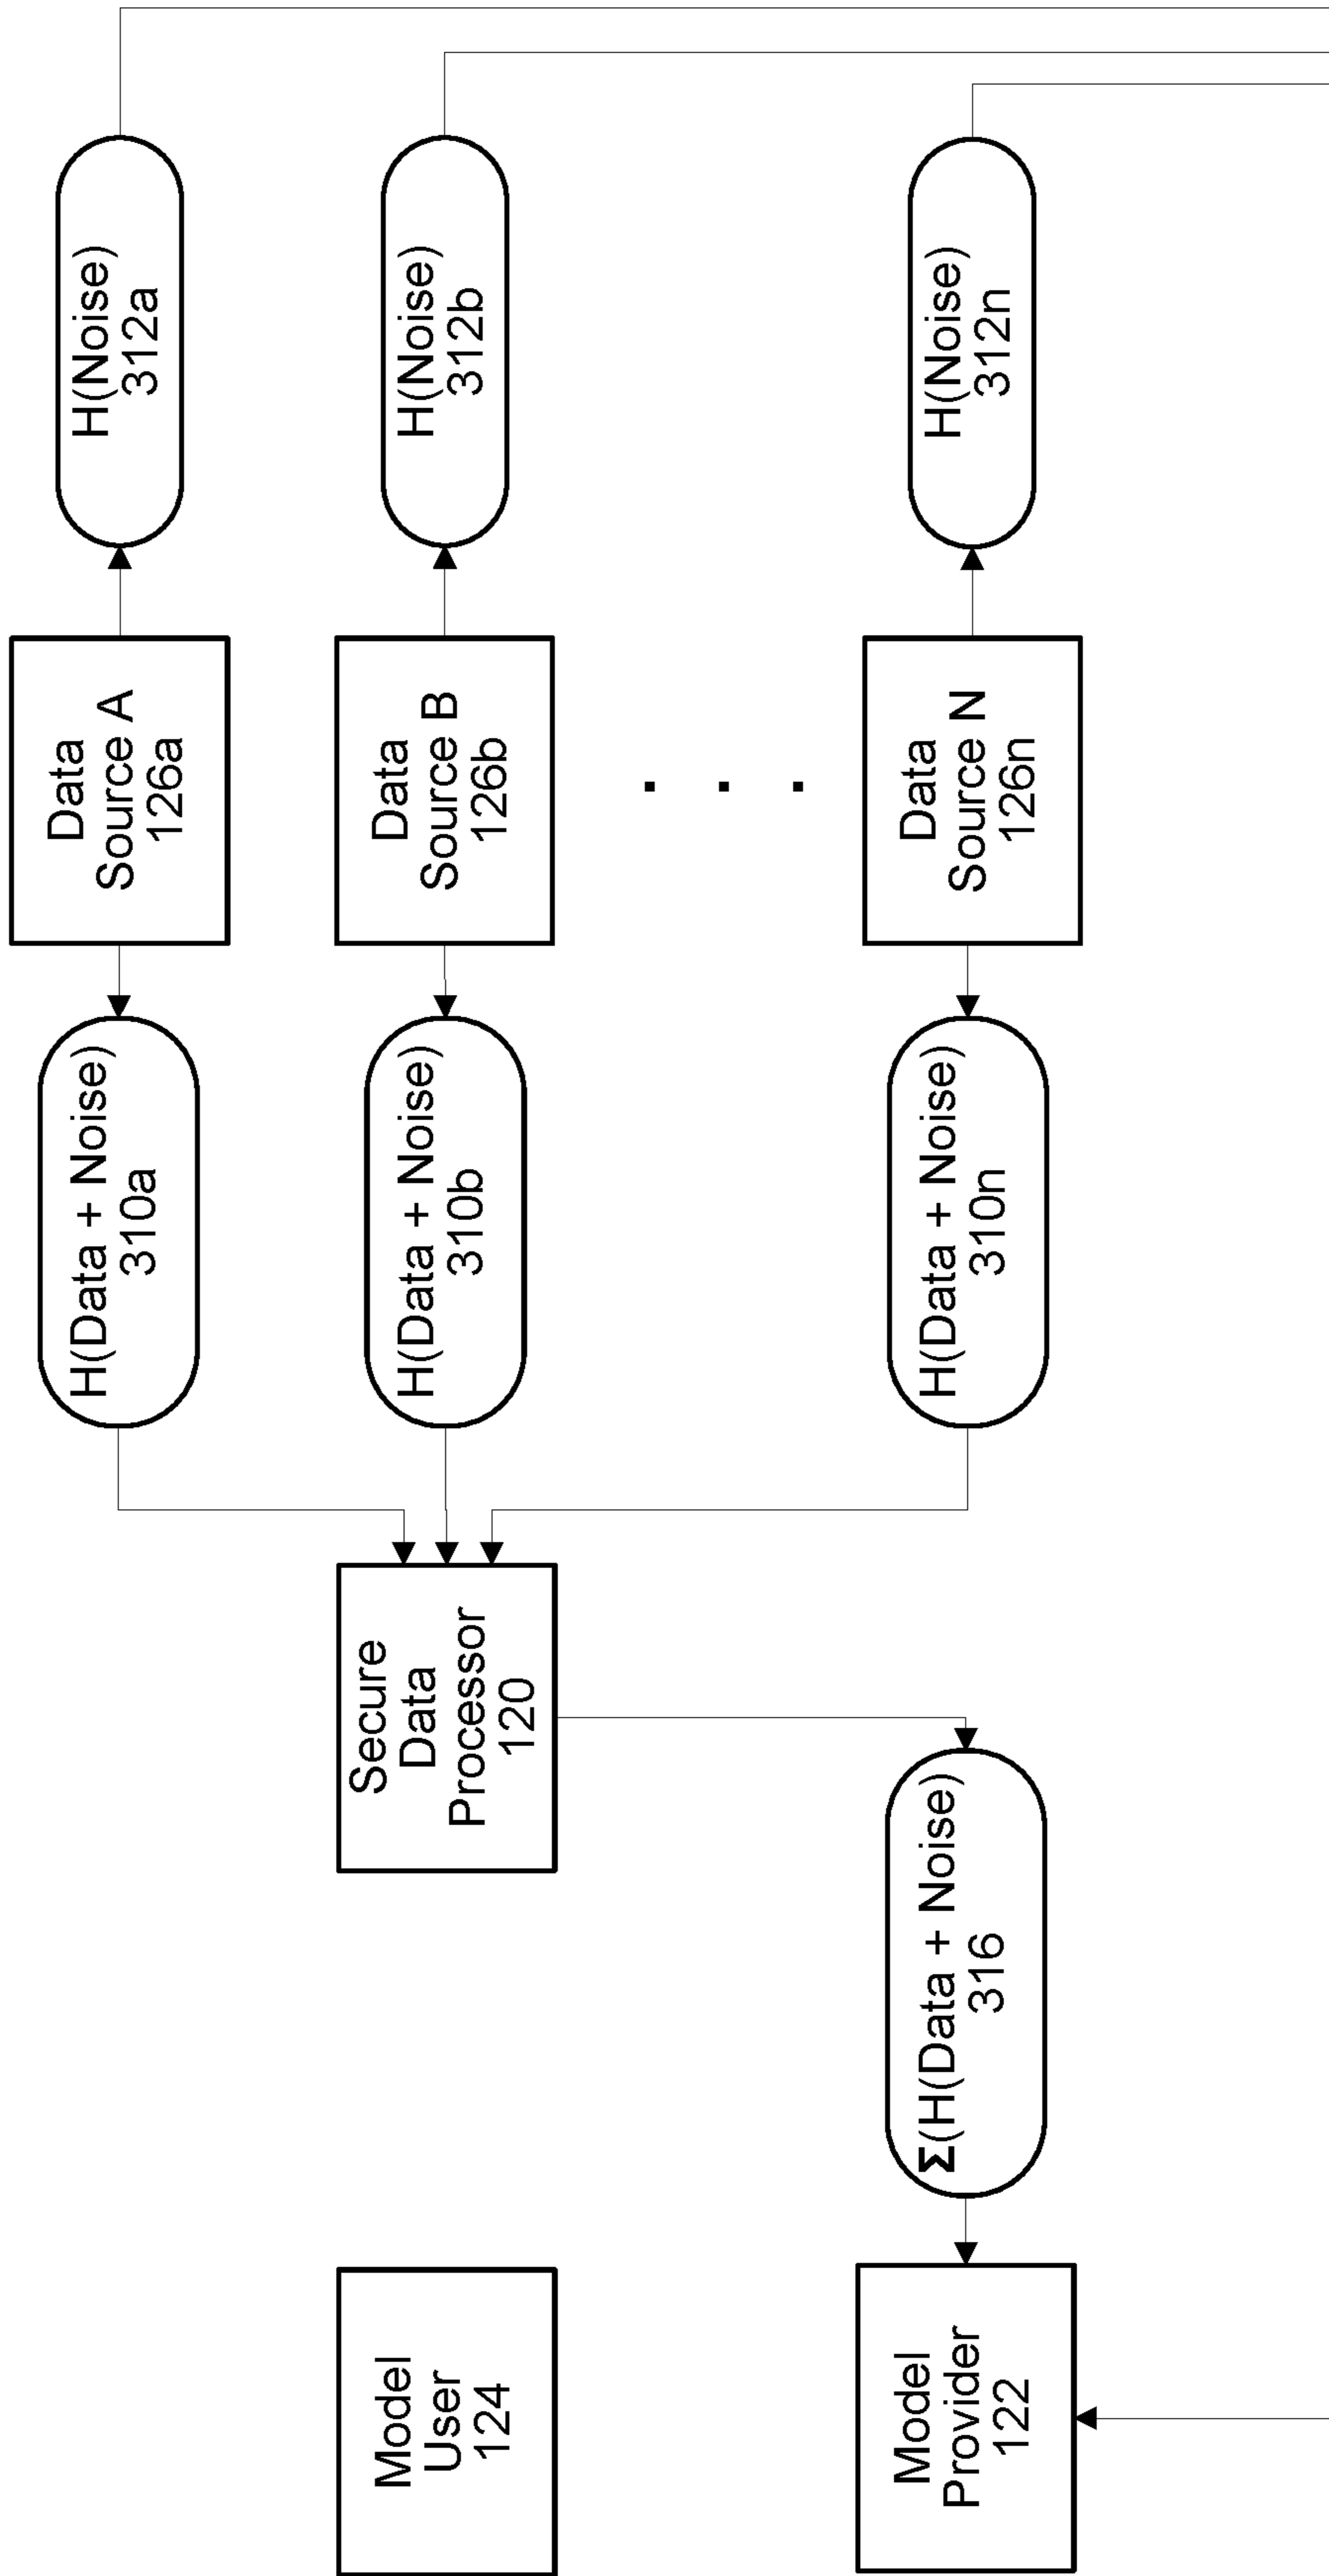 Model
User
124
Secure
Data
Processor
120
H(Data + Noise)
310a
Data
Source A
126a
H(Noise)
312a
H(Data + Noise)
310b
Data
Source B
126b
H(Noise)
312b
Model
Provider
122
Σ(H(Data + Noise)
316
H(Data + Noise)
310n
Data
Source N
126n
H(Noise)
312n